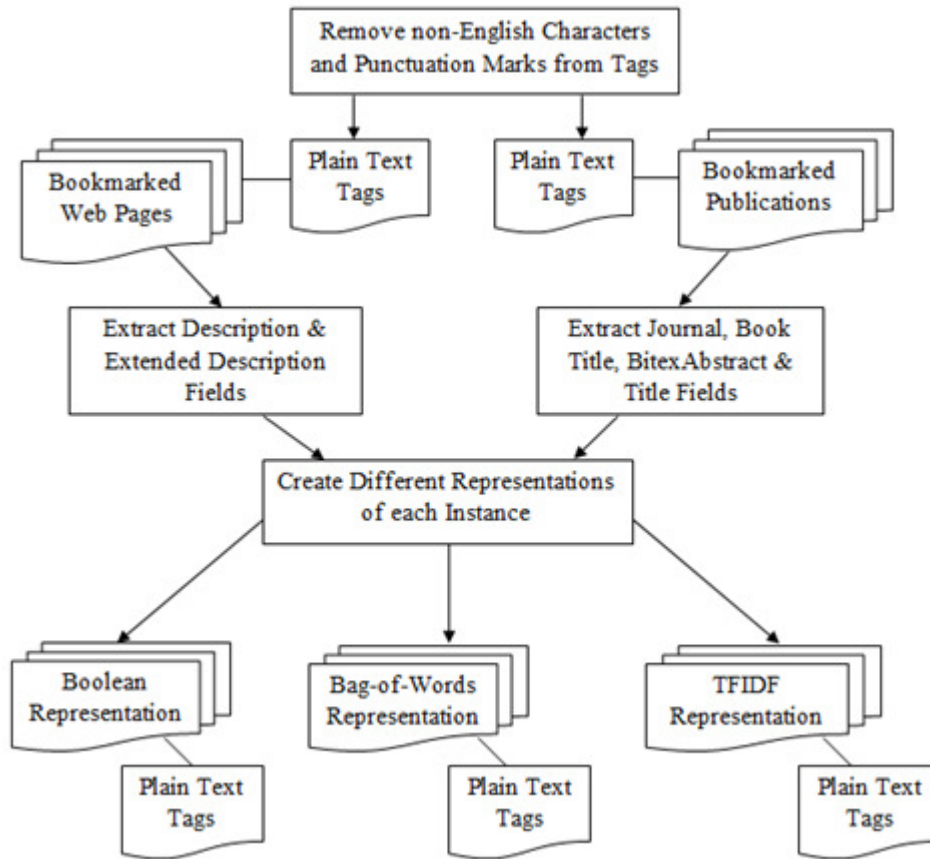 Remove non-English Characters
and Punctuation Marks from Tags
Bookmarked
Web Pages
Plain Text
Tags
Plain Text
Tags
Bookmarked
Publications
Extract Description &
Extended Description
Fields
Extract Journal, Book
Title, BitexAbstract &
Title Fields
Create Different Representations
of each Instance
Boolean
Representation
Bag-of-Words
Representation
TFIDF
Representation
Plain Text
Tags
Plain Text
Tags
Plain Text
Tags